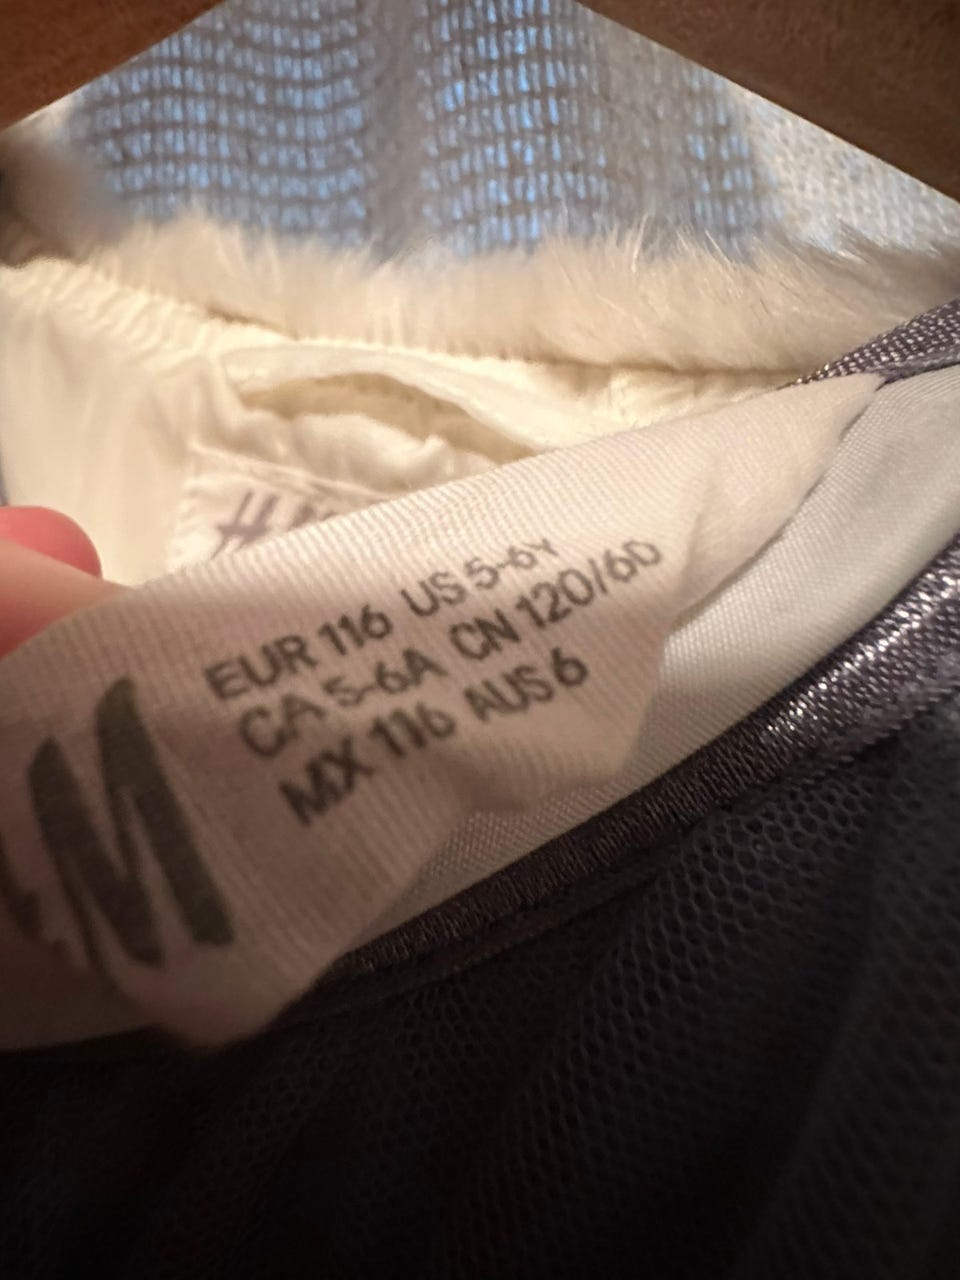 H&M
EUR 116 US 5-6Y
CA 5-6A CN 120/60
MX 116 AUS 6
M